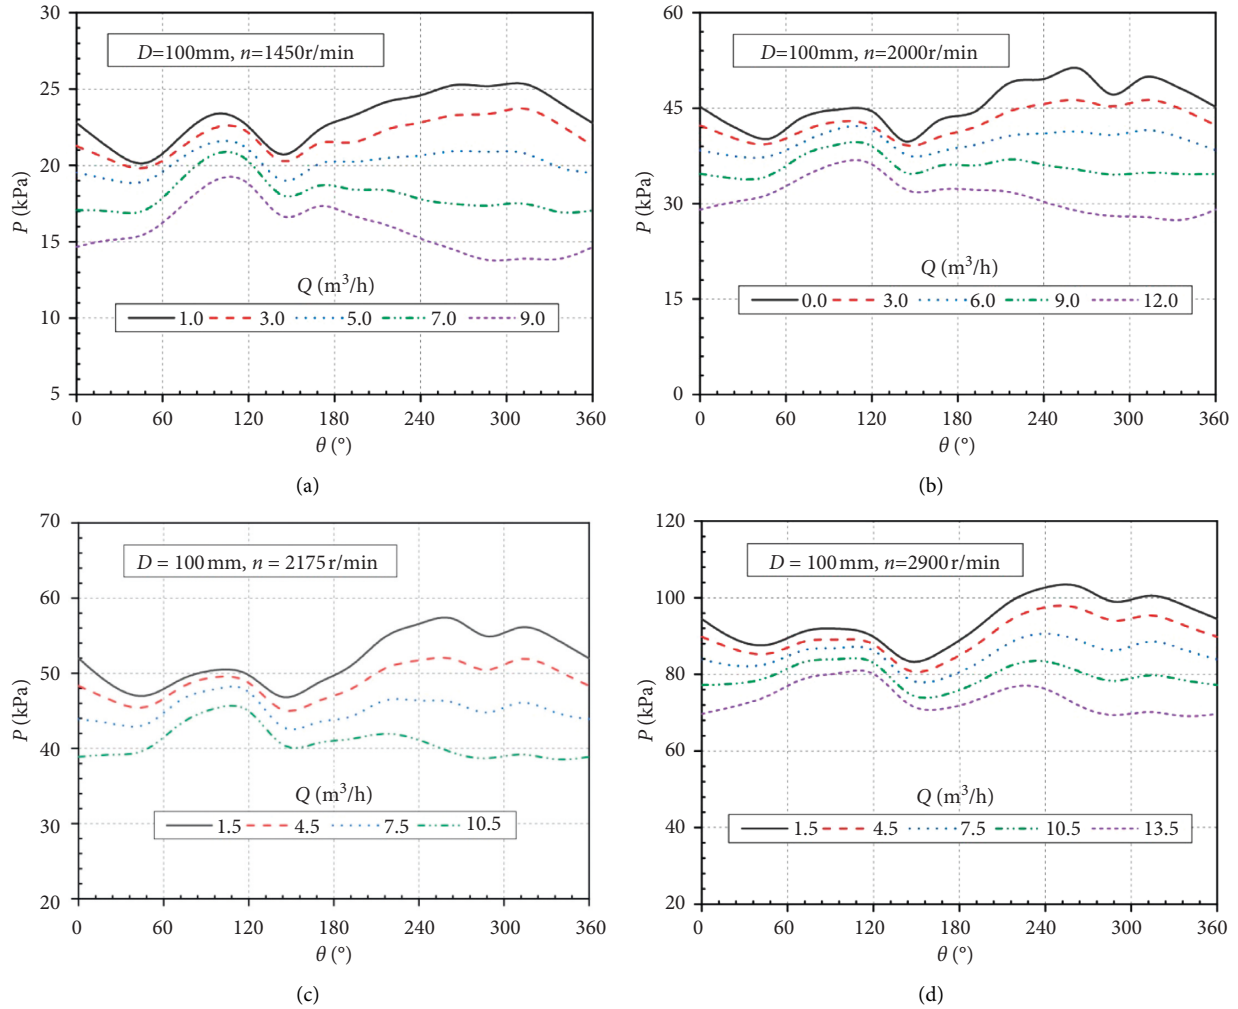 30
25
20
15
10
5
P (kPa)
D=100mm, n=1450r/min
Q (m³/h)
1.0 3.0 5.0 7.0 9.0
0 60 120 180 240 300 360
θ (°)
(a)
60
45
30
15
0
P (kPa)
D=100mm, n=2000r/min
Q (m³/h)
0.0 3.0 6.0 9.0 12.0
0 60 120 180 240 300 360
θ (°)
(b)
70
60
50
40
30
20
P (kPa)
D = 100 mm, n = 2175 r/min
Q (m³/h)
1.5 4.5 7.5 10.5
0 60 120 180 240 300 360
θ (°)
(c)
120
100
80
60
40
20
P (kPa)
D = 100 mm, n=2900 r/min
Q (m³/h)
1.5 4.5 7.5 10.5 13.5
0 60 120 180 240 300 360
θ (°)
(d)